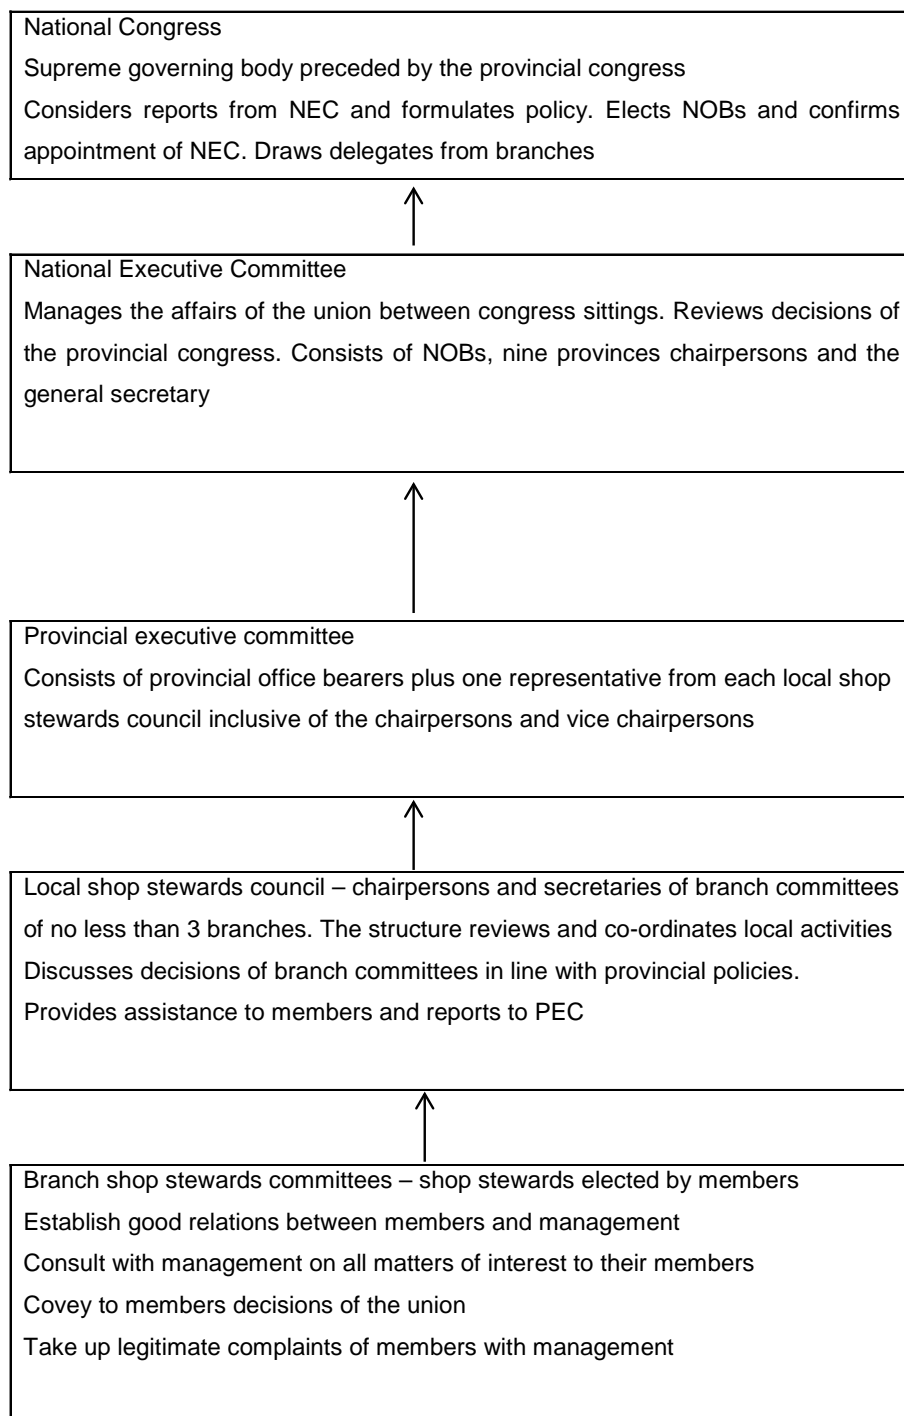 National Congress
Supreme governing body preceded by the provincial congress
Considers reports from NEC and formulates policy. Elects NOBs and confirms
appointment of NEC. Draws delegates from branches
National Executive Committee
Manages the affairs of the union between congress sittings. Reviews decisions of
the provincial congress. Consists of NOBs, nine provinces chairpersons and the
general secretary
Provincial executive committee
Consists of provincial office bearers plus one representative from each local shop
stewards council inclusive of the chairpersons and vice chairpersons
Local shop stewards council – chairpersons and secretaries of branch committees
of no less than 3 branches. The structure reviews and co-ordinates local activities
Discusses decisions of branch committees in line with provincial policies.
Provides assistance to members and reports to PEC
Branch shop stewards committees – shop stewards elected by members
Establish good relations between members and management
Consult with management on all matters of interest to their members
Covey to members decisions of the union
Take up legitimate complaints of members with management